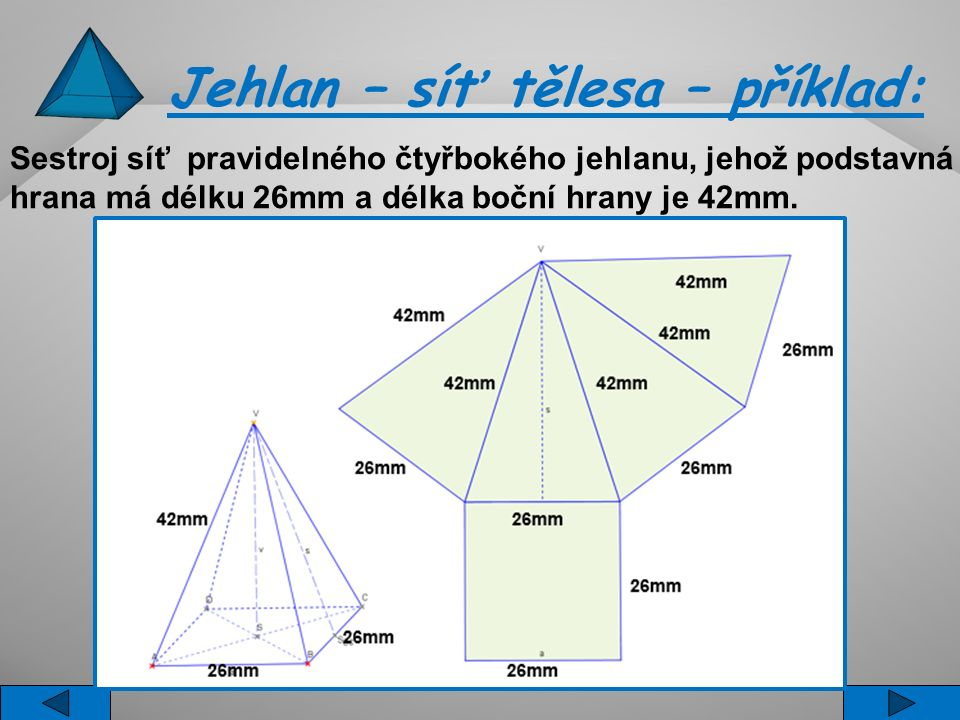 Jehlan – síť tělesa – příklad:
Sestroj síť pravidelného čtyřbokého jehlanu, jehož podstavná
hrana má délku 26mm a délka boční hrany je 42mm.
V
42mm
42mm
42mm
26mm
42mm
42mm
s
V
26mm
26mm
42mm
26mm
v
s
26mm
D
C
S
26mm
A
B
a
26mm
26mm